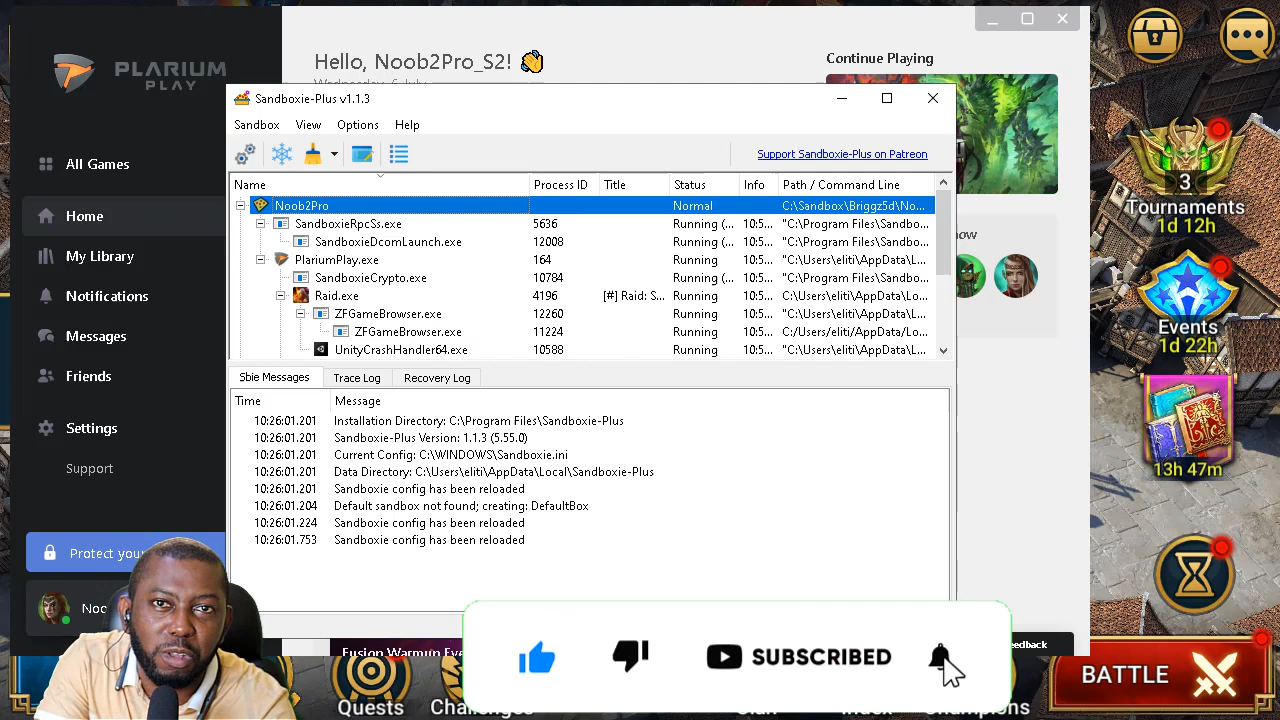 PLARIUM
PLAY
Hello, Noob2Pro_S2!
Continue Playing
Sandboxie-Plus v1.1.3
Sandbox View Options Help
Support Sandboxie-Plus on Patreon
Name Process ID Title Status Info Path / Command Line
Noob2Pro Normal C:\Sandbox\Briggz5d\No...
SandboxieRpcSs.exe 5636 Running (... 10:5... "C:\Program Files\Sandbo...
SandboxieDcomLaunch.exe 12008 Running (... 10:5... "C:\Program Files\Sandbo...
PlariumPlay.exe 164 Running 10:5... "C:\Users\eliti\AppData\L...
SandboxieCrypto.exe 10784 Running 10:5... "C:\Program Files\Sandbo...
Raid.exe 4196 [#] Raid: S... Running 10:5... "C:\Users\eliti\AppData\Lo...
ZFGameBrowser.exe 12260 Running 10:5... "C:\Users\eliti\AppData\Lo...
ZFGameBrowser.exe 11224 Running 10:5... C:/Users/eliti/AppData/Lo...
UnityCrashHandler64.exe 10588 Running 10:5... "C:\Users\eliti\AppData\L...
Sbie Messages Trace Log Recovery Log
Time Message
10:26:01.201 Installation Directory: C:\Program Files\Sandboxie-Plus
10:26:01.201 Sandboxie-Plus Version: 1.1.3 (5.55.0)
10:26:01.201 Current Config: C:\WINDOWS\Sandboxie.ini
10:26:01.201 Data Directory: C:\Users\eliti\AppData\Local\Sandboxie-Plus
10:26:01.201 Sandboxie config has been reloaded
10:26:01.204 Default sandbox not found; creating: DefaultBox
10:26:01.224 Sandboxie config has been reloaded
10:26:01.753 Sandboxie config has been reloaded
All Games
Home
My Library
Notifications
Messages
Friends
Settings
Support
Protect your
Noo
3
Tournaments
1d 12h
Events
1d 22h
13h 47m
SUBSCRIBED
eedback
BATTLE
Quests